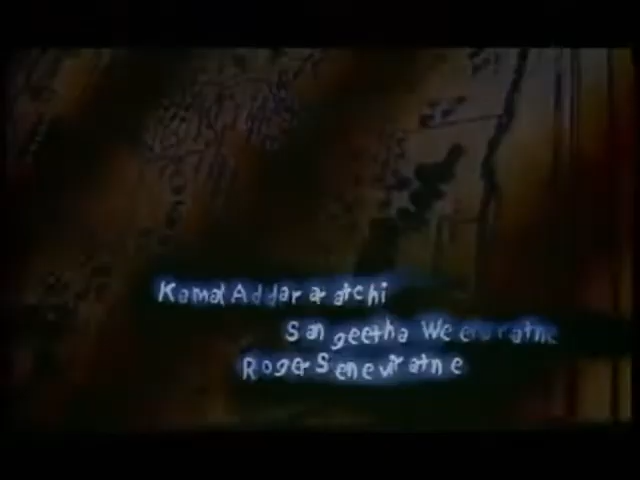 Kamal Addararatchi
Sangeetha Weeraratne
Roger Seneviratne